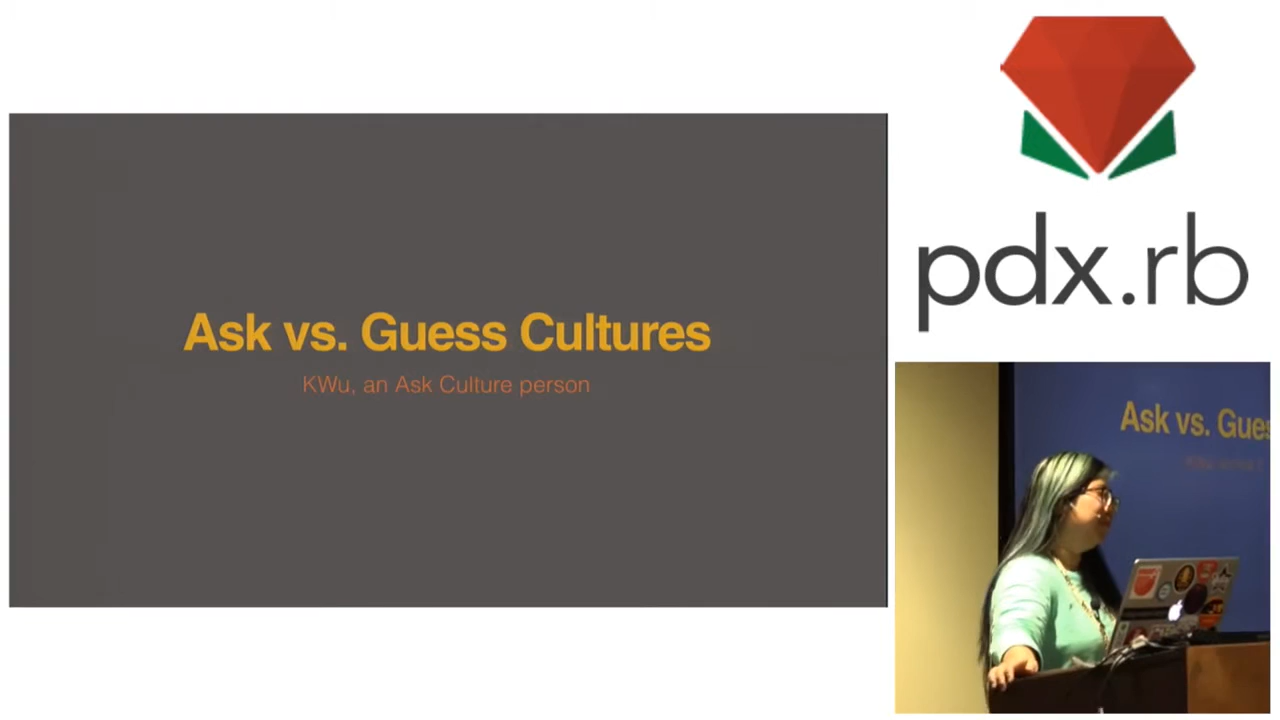 Ask vs. Guess Cultures
KWu, an Ask Culture person
pdx.rb
Ask vs. Gues